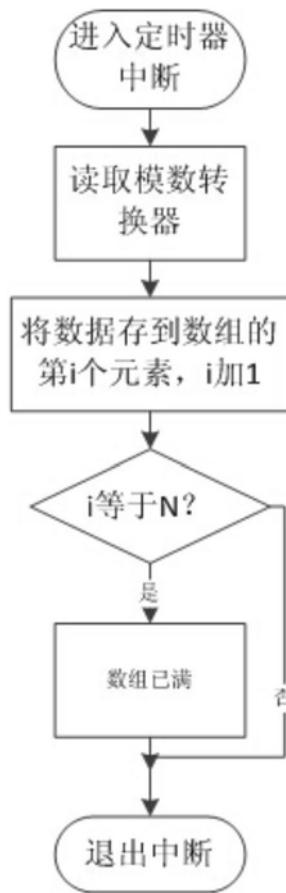 进入定时器
中断
读取模数转
换器
将数据存到数组的
第i个元素，i加1
i等于N？
是
数组已满
否
退出中断